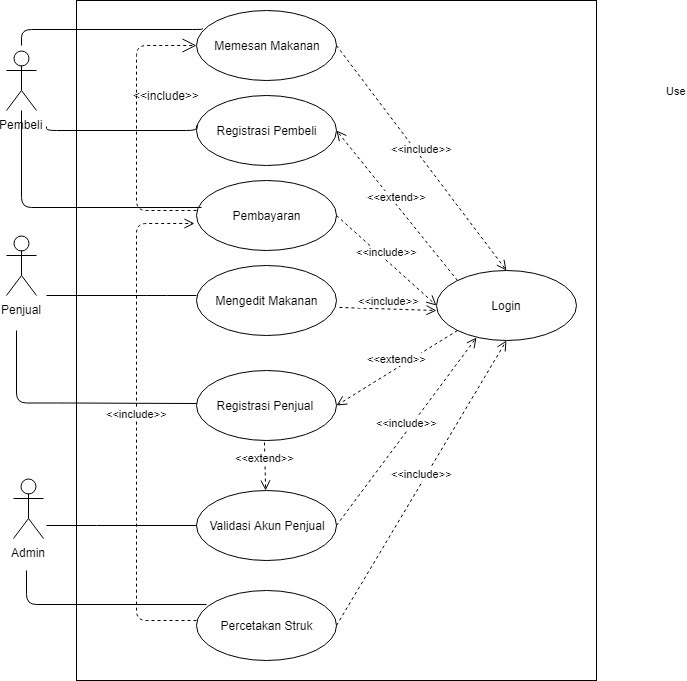 Memesan Makanan
Use
<<include>>
Pembeli
Registrasi Pembeli
<<include>>
<<extend>>
Pembayaran
<<include>>
Penjual
Mengedit Makanan
<<include>>
Login
<<extend>>
Registrasi Penjual
<<include>>
<<include>>
<<extend>>
<<include>>
Validasi Akun Penjual
Admin
Percetakan Struk